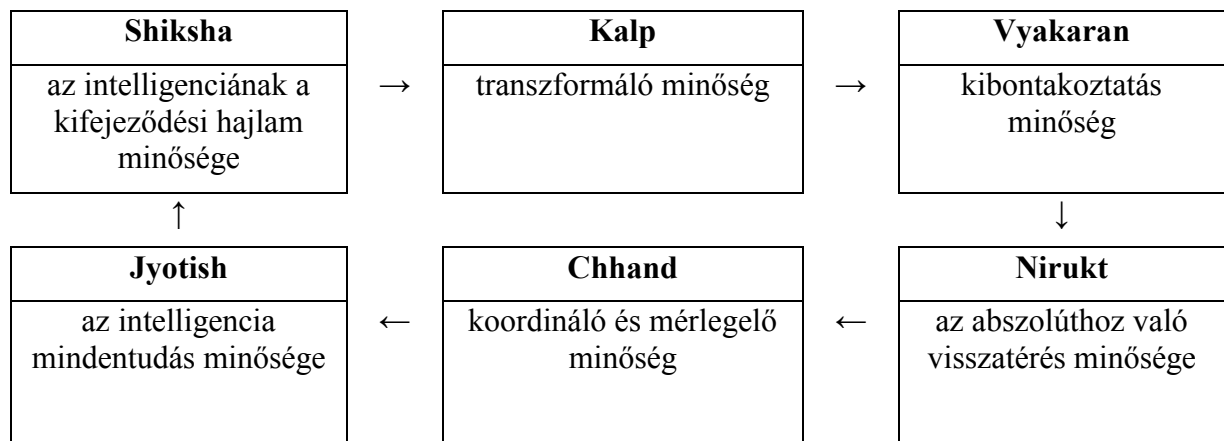 Shiksha
az intelligenciának a
kifejeződési hajlam
minősége
→
Kalp
transzformáló minőség
→
Vyakaran
kibontakoztatás
minőség
↑
↓
Jyotish
az intelligencia
mindentudás minősége
←
Chhand
koordináló és mérlegelő
minőség
←
Nirukt
az abszolúthoz való
visszatérés minősége